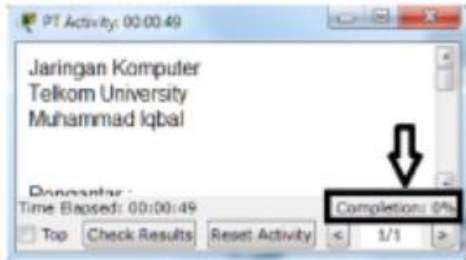 PT Activity: 00:00:49
Jaringan Komputer
Telkom University
Muhammad Iqbal
Pengantar :
Time Elapsed: 00:00:49
Completion: 0%
Top
Check Results
Reset Activity
<
1/1
>